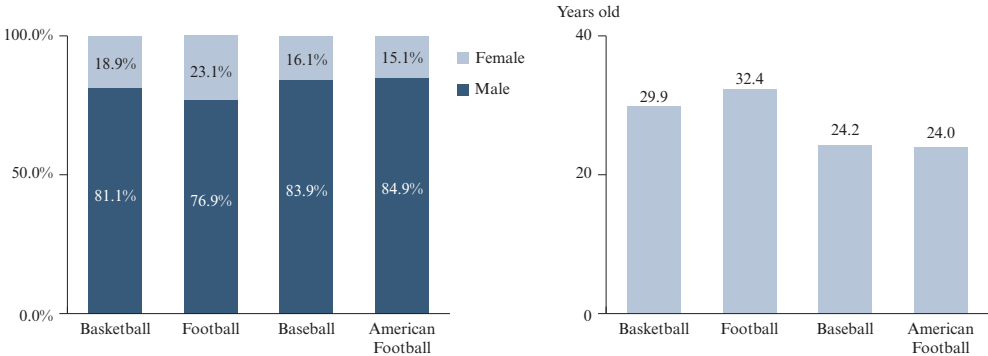 100.0%
50.0%
0.0%
18.9%
23.1%
16.1%
15.1%
81.1%
76.9%
83.9%
84.9%
Basketball
Football
Baseball
American
Football
Female
Male
Years old
40
20
0
29.9
32.4
24.2
24.0
Basketball
Football
Baseball
American
Football